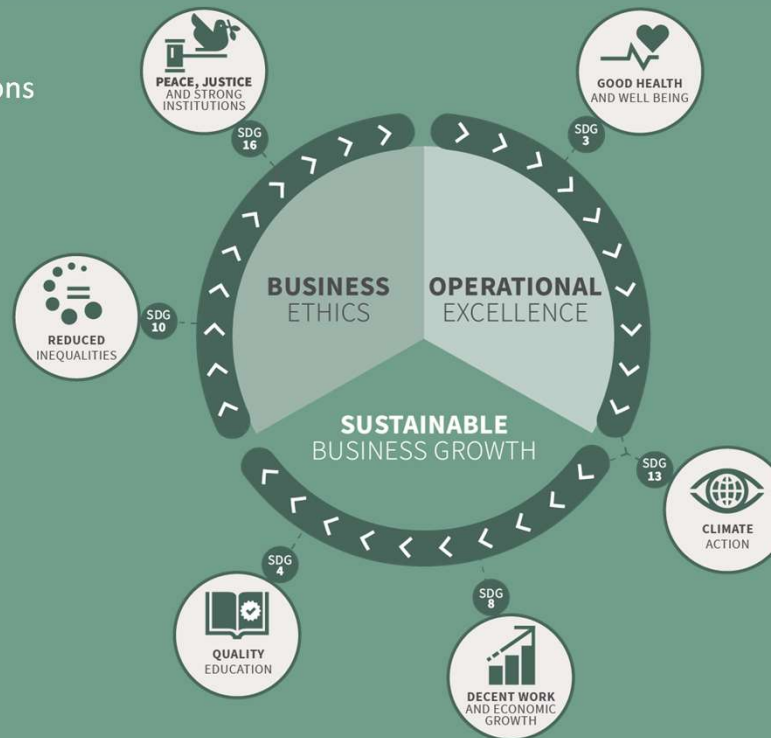 PEACE, JUSTICE
AND STRONG
INSTITUTIONS
SDG
16
GOOD HEALTH
AND WELL BEING
SDG
3
REDUCED
INEQUALITIES
SDG
10
BUSINESS
ETHICS
OPERATIONAL
EXCELLENCE
SUSTAINABLE
BUSINESS GROWTH
SDG
13
CLIMATE
ACTION
SDG
4
QUALITY
EDUCATION
SDG
8
DECENT WORK
AND ECONOMIC
GROWTH